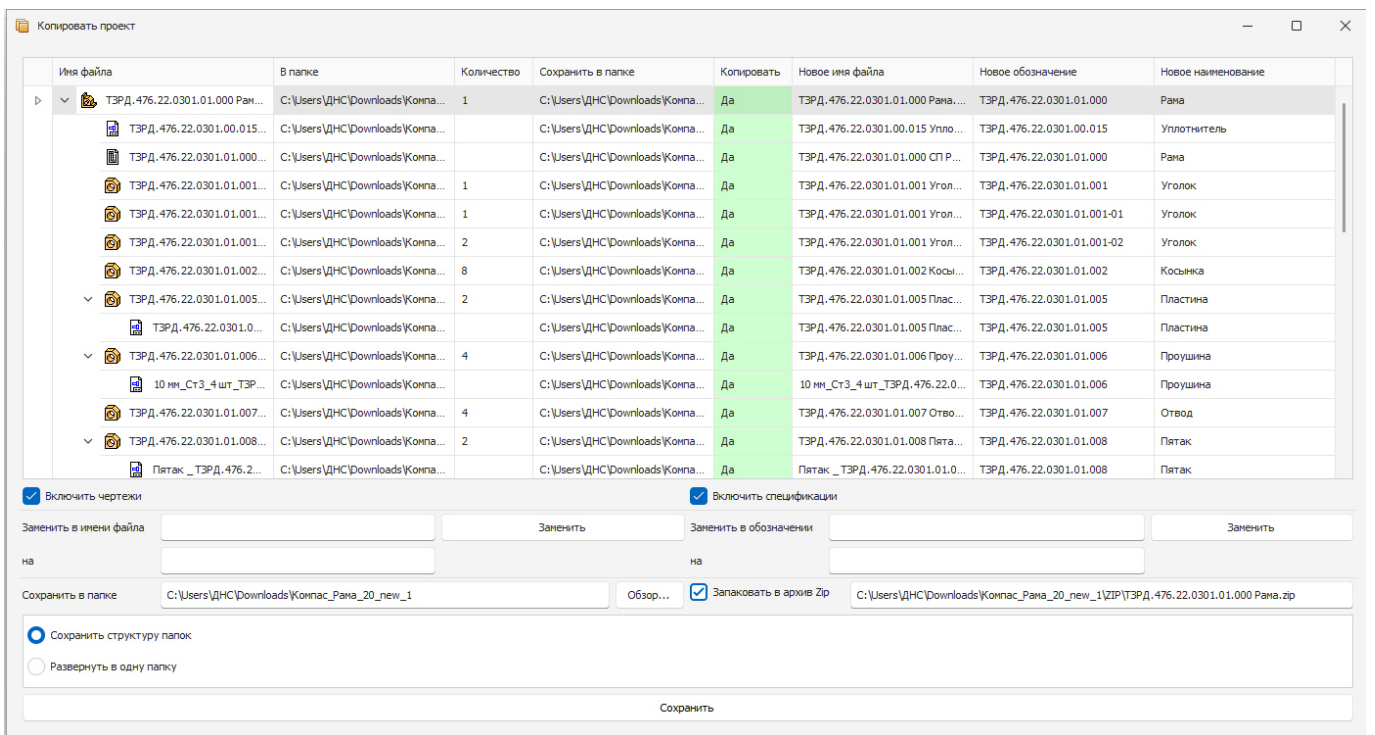 Копировать проект
Имя файла В папке Количество Сохранить в папке Копировать Новое имя файла Новое обозначение Новое наименование
ТЗРД.476.22.0301.01.000 Рам... C:\Users\ДНС\Downloads\Компа... 1 C:\Users\ДНС\Downloads\Компа... Да ТЗРД.476.22.0301.01.000 Рама.... ТЗРД.476.22.0301.01.000 Рама
ТЗРД.476.22.0301.00.015... C:\Users\ДНС\Downloads\Компа... C:\Users\ДНС\Downloads\Компа... Да ТЗРД.476.22.0301.00.015 Упло... ТЗРД.476.22.0301.00.015 Уплотнитель
ТЗРД.476.22.0301.01.000... C:\Users\ДНС\Downloads\Компа... C:\Users\ДНС\Downloads\Компа... Да ТЗРД.476.22.0301.01.000 СП Р... ТЗРД.476.22.0301.01.000 Рама
ТЗРД.476.22.0301.01.001... C:\Users\ДНС\Downloads\Компа... 1 C:\Users\ДНС\Downloads\Компа... Да ТЗРД.476.22.0301.01.001 Угол... ТЗРД.476.22.0301.01.001 Уголок
ТЗРД.476.22.0301.01.001... C:\Users\ДНС\Downloads\Компа... 1 C:\Users\ДНС\Downloads\Компа... Да ТЗРД.476.22.0301.01.001 Угол... ТЗРД.476.22.0301.01.001-01 Уголок
ТЗРД.476.22.0301.01.001... C:\Users\ДНС\Downloads\Компа... 2 C:\Users\ДНС\Downloads\Компа... Да ТЗРД.476.22.0301.01.001 Угол... ТЗРД.476.22.0301.01.001-02 Уголок
ТЗРД.476.22.0301.01.002... C:\Users\ДНС\Downloads\Компа... 8 C:\Users\ДНС\Downloads\Компа... Да ТЗРД.476.22.0301.01.002 Косы... ТЗРД.476.22.0301.01.002 Косынка
ТЗРД.476.22.0301.01.005... C:\Users\ДНС\Downloads\Компа... 2 C:\Users\ДНС\Downloads\Компа... Да ТЗРД.476.22.0301.01.005 Плас... ТЗРД.476.22.0301.01.005 Пластина
ТЗРД.476.22.0301.0... C:\Users\ДНС\Downloads\Компа... C:\Users\ДНС\Downloads\Компа... Да ТЗРД.476.22.0301.01.005 Плас... ТЗРД.476.22.0301.01.005 Пластина
ТЗРД.476.22.0301.01.006... C:\Users\ДНС\Downloads\Компа... 4 C:\Users\ДНС\Downloads\Компа... Да ТЗРД.476.22.0301.01.006 Проу... ТЗРД.476.22.0301.01.006 Проушина
10 мм_Ст3_4 шт_ТЗР... C:\Users\ДНС\Downloads\Компа... C:\Users\ДНС\Downloads\Компа... Да 10 мм_Ст3_4 шт_ТЗРД.476.22.0... ТЗРД.476.22.0301.01.006 Проушина
ТЗРД.476.22.0301.01.007... C:\Users\ДНС\Downloads\Компа... 4 C:\Users\ДНС\Downloads\Компа... Да ТЗРД.476.22.0301.01.007 Отво... ТЗРД.476.22.0301.01.007 Отвод
ТЗРД.476.22.0301.01.008... C:\Users\ДНС\Downloads\Компа... 2 C:\Users\ДНС\Downloads\Компа... Да ТЗРД.476.22.0301.01.008 Пята... ТЗРД.476.22.0301.01.008 Пятак
Пятак _ТЗРД.476.2... C:\Users\ДНС\Downloads\Компа... C:\Users\ДНС\Downloads\Компа... Да Пятак _ТЗРД.476.22.0301.01.0... ТЗРД.476.22.0301.01.008 Пятак
Включить чертежи Включить спецификации
Заменить в имени файла Заменить Заменить в обозначении Заменить
на на
Сохранить в папке C:\Users\ДНС\Downloads\Компас_Рама_20_new_1 Обзор... Запаковать в архив Zip C:\Users\ДНС\Downloads\Компас_Рама_20_new_1\ZIP\ТЗРД.476.22.0301.01.000 Рама.zip
Сохранить структуру папок
Развернуть в одну папку
Сохранить